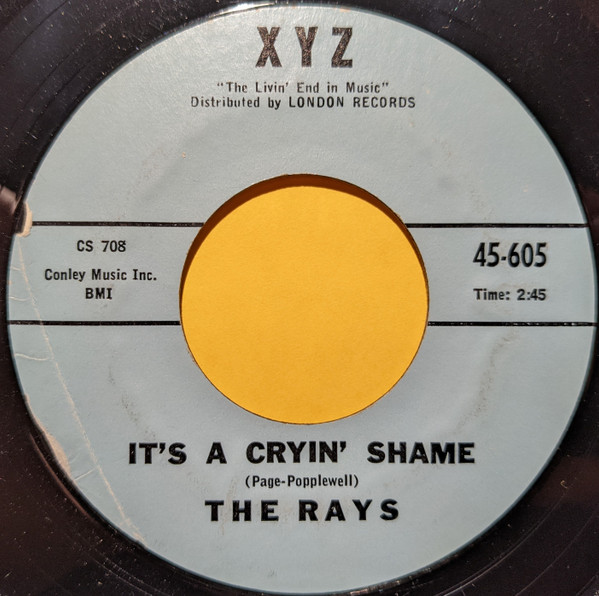 XYZ
"The Livin' End in Music"
Distributed by LONDON RECORDS
CS 708
Conley Music Inc.
BMI
45-605
Time: 2:45
IT'S A CRYIN' SHAME
(Page-Popplewell)
THE RAYS